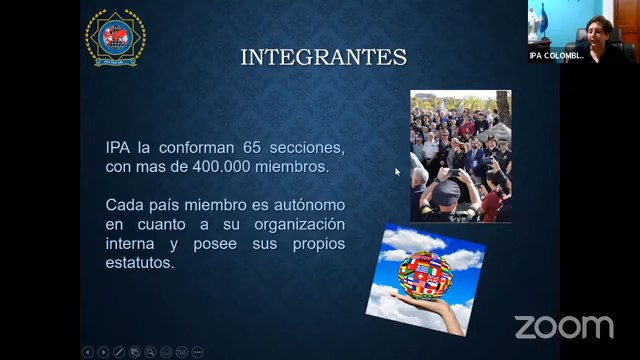 INTEGRANTES
IPA COLOMBI...
IPA la conforman 65 secciones,
con mas de 400.000 miembros.
Cada país miembro es autónomo
en cuanto a su organización
interna y posee sus propios
estatutos.
zoom